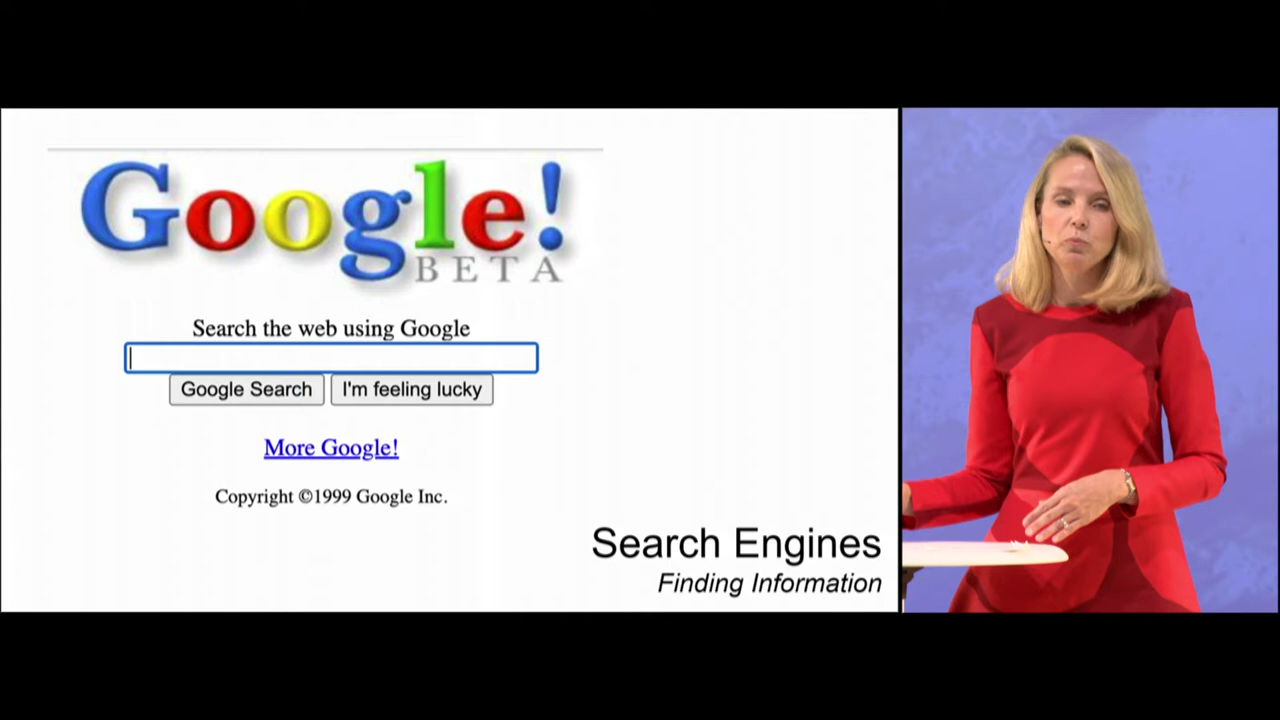 Google!
BETA
Search the web using Google
Google Search
I'm feeling lucky
More Google!
Copyright ©1999 Google Inc.
Search Engines
Finding Information